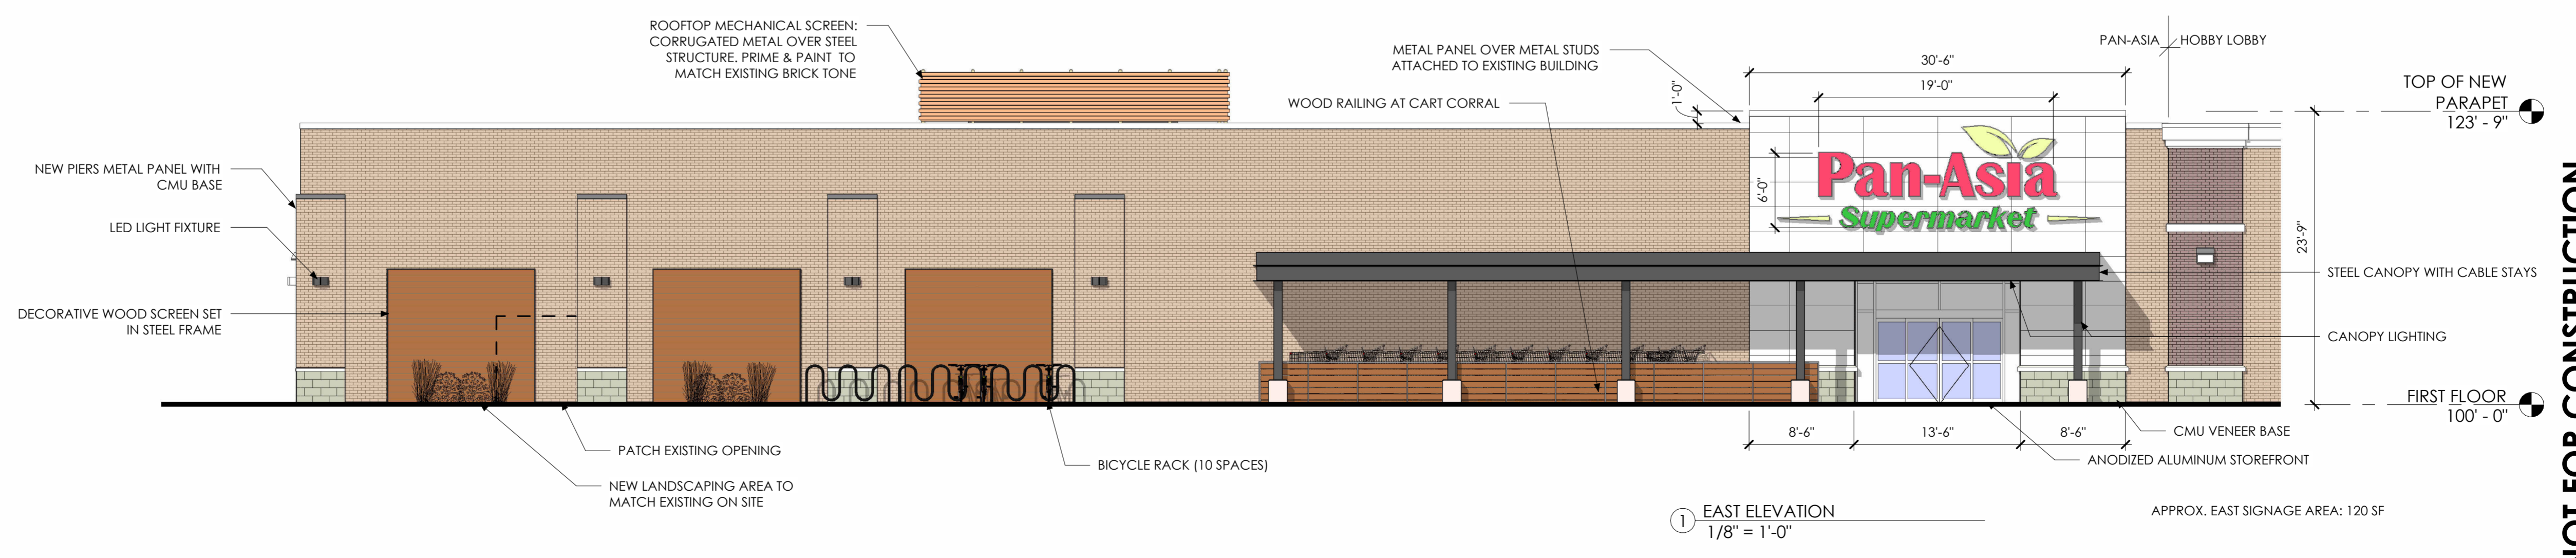 ROOFTOP MECHANICAL SCREEN:
CORRUGATED METAL OVER STEEL
STRUCTURE. PRIME & PAINT TO
MATCH EXISTING BRICK TONE
METAL PANEL OVER METAL STUDS
ATTACHED TO EXISTING BUILDING
WOOD RAILING AT CART CORRAL
1'-0"
30'-6"
19'-0"
PAN-ASIA
HOBBY LOBBY
TOP OF NEW
PARAPET
123' - 9"
NEW PIERS METAL PANEL WITH
CMU BASE
LED LIGHT FIXTURE
DECORATIVE WOOD SCREEN SET
IN STEEL FRAME
6'-0"
Pan-Asia
Supermarket
23'-9"
STEEL CANOPY WITH CABLE STAYS
CANOPY LIGHTING
FIRST FLOOR
100' - 0"
8'-6"
13'-6"
8'-6"
CMU VENEER BASE
ANODIZED ALUMINUM STOREFRONT
PATCH EXISTING OPENING
BICYCLE RACK (10 SPACES)
NEW LANDSCAPING AREA TO
MATCH EXISTING ON SITE
1
EAST ELEVATION
1/8" = 1'-0"
APPROX. EAST SIGNAGE AREA: 120 SF
FOR CONSTRUCTION